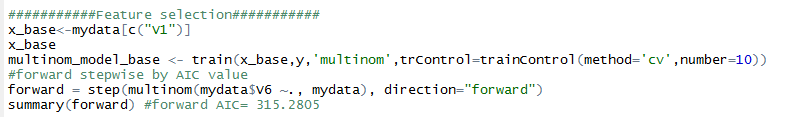 ###########Feature selection###########
x_base<-mydata[c("V1")]
x_base
multinom_model_base <- train(x_base,y,'multinom',trControl=trainControl(method='cv',number=10))
#forward stepwise by AIC value
forward = step(multinom(mydata$V6 ~., mydata), direction="forward")
summary(forward) #forward AIC= 315.2805